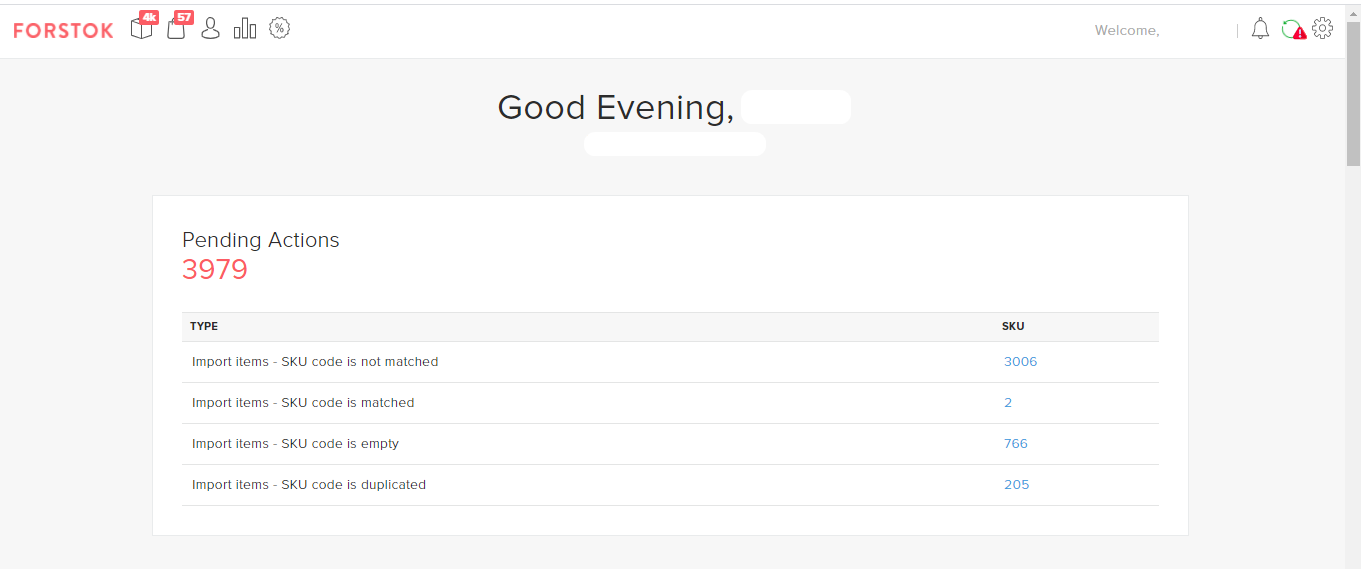 FORSTOK 4k 57 % Welcome,
Good Evening,
Pending Actions
3979
TYPE SKU
Import items - SKU code is not matched 3006
Import items - SKU code is matched 2
Import items - SKU code is empty 766
Import items - SKU code is duplicated 205